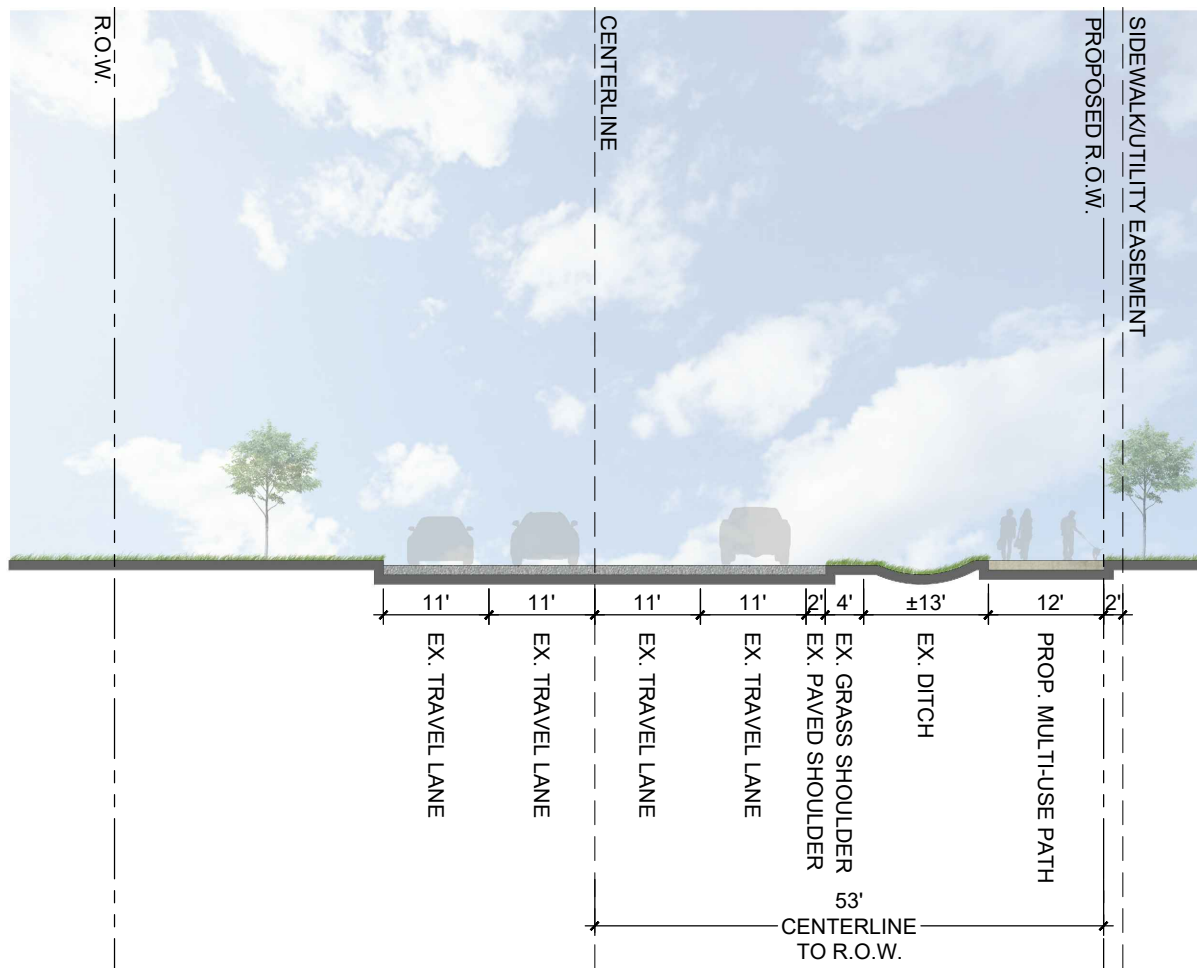 R.O.W.
CENTERLINE
PROPOSED R.O.W.
SIDEWALK/UTILITY EASEMENT
11'
11'
11'
11'
2'
4'
±13'
12'
2'
EX. TRAVEL LANE
EX. TRAVEL LANE
EX. TRAVEL LANE
EX. TRAVEL LANE
EX. PAVED SHOULDER
EX. GRASS SHOULDER
EX. DITCH
PROP. MULTI-USE PATH
53'
CENTERLINE
TO R.O.W.